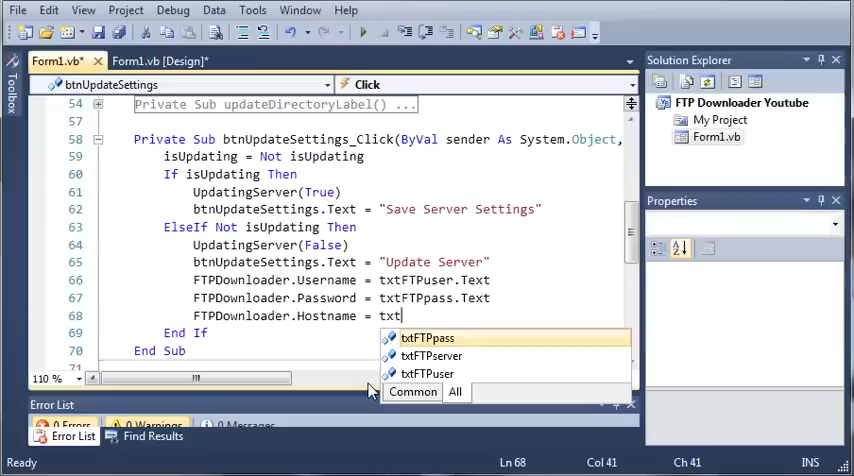 File Edit View Project Debug Data Tools Window Help
Form1.vb* Form1.vb [Design]*
Solution Explorer
btnUpdateSettings Click
Toolbox
54 Private Sub updateDirectoryLabel() ...
57
58 Private Sub btnUpdateSettings_Click(ByVal sender As System.Object,
59 isUpdating = Not isUpdating
60 If isUpdating Then
61 UpdatingServer(True)
62 btnUpdateSettings.Text = "Save Server Settings"
63 ElseIf Not isUpdating Then
64 UpdatingServer(False)
65 btnUpdateSettings.Text = "Update Server"
66 FTPDownloader.Username = txtFTPuser.Text
67 FTPDownloader.Password = txtFTPpass.Text
68 FTPDownloader.Hostname = txt
69 End If
70 End Sub
71
txtFTPpass
txtFTPserver
txtFTPuser
Common All
110 %
FTP Downloader Youtube
My Project
Form1.vb
Properties
Error List
0 Errors 0 Warnings 0 Messages
Error List Find Results
Ln 68 Col 41 Ch 41 INS